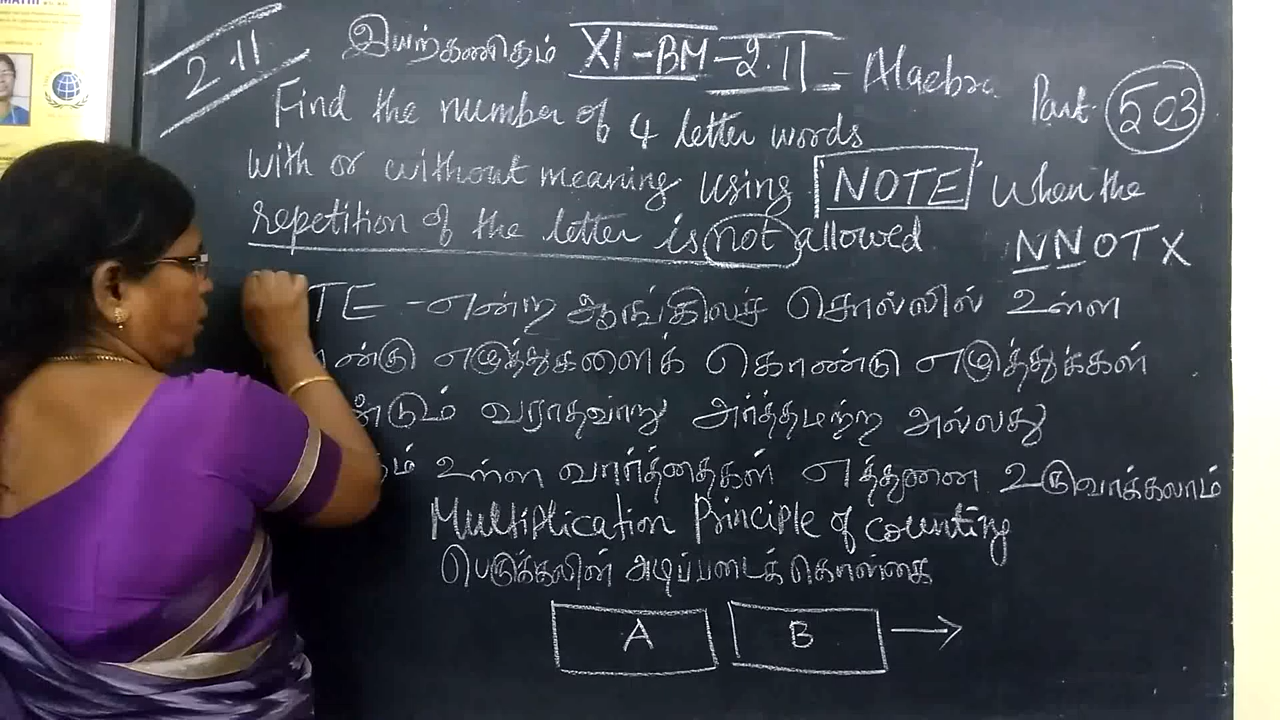 2.11
இயற்கணிதம் XI-BM-2.11 - Algebra Part 503
Find the number of 4 letter words
with or without meaning using NOTE when the
repetition of the letter is not allowed
NNOTX
TE - என்ற ஆங்கிலச் சொல்லில் உள்ள
ண்கு எழுத்துகளைக் கொண்டு எழுத்துக்கள்
ண்டும் வராதவாறு அர்த்தமற்ற அல்லது
தம் உள்ள வார்த்தைகள் எத்தனை உருவாக்கலாம்
Multiplication Principle of counting
பெருக்கலின் அடிப்படைக் கொள்கை
A B →